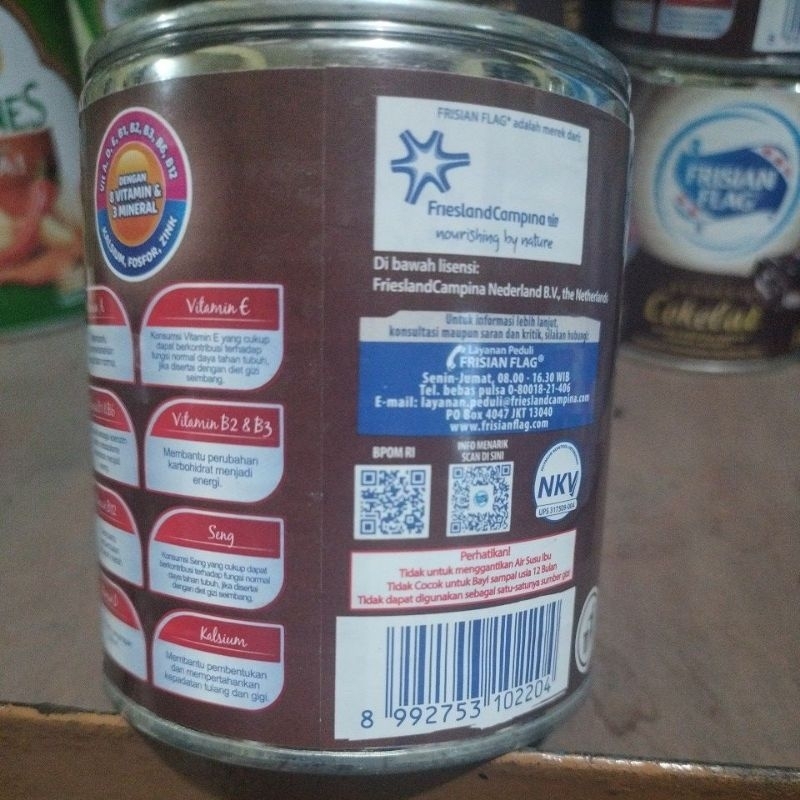 VIT A, D, E, B1, B2, B3, B6, B12
DENGAN
8 VITAMIN &
3 MINERAL
KALSIUM, FOSFOR, ZINK
Vitamin E
Konsumsi Vitamin E yang cukup
dapat berkontribusi terhadap
fungsi normal daya tahan tubuh,
jika disertai dengan diet gizi
seimbang.
Vitamin B2 & B3
Membantu perubahan
karbohidrat menjadi
energi.
Seng
Konsumsi Seng yang cukup dapat
berkontribusi terhadap fungsi normal
daya tahan tubuh, jika disertai
dengan diet gizi seimbang.
Kalsium
Membantu pembentukan
dan mempertahankan
kepadatan tulang dan gigi.
FRISIAN FLAG® adalah merek dari:
FrieslandCampina
nourishing by nature
Di bawah lisensi:
FrieslandCampina Nederland B.V., the Netherlands
Untuk informasi lebih lanjut,
konsultasi maupun saran dan kritik, silakan hubungi:
Layanan Peduli
FRISIAN FLAG®
Senin-Jumat, 08.00 - 16.30 WIB
Tel. bebas pulsa 0-80018-21-406
E-mail: layanan.peduli@frieslandcampina.com
PO Box 4047 JKT 13040
www.frisianflag.com
BPOM RI
INFO MENARIK
SCAN DI SINI
NKV
Perhatian!
Tidak untuk menggantikan Air Susu Ibu
Tidak Cocok untuk Bayi sampai usia 12 Bulan
Tidak dapat digunakan sebagai satu-satunya sumber gizi
8 992753 102204
FRISIAN
FLAG
Cokelat